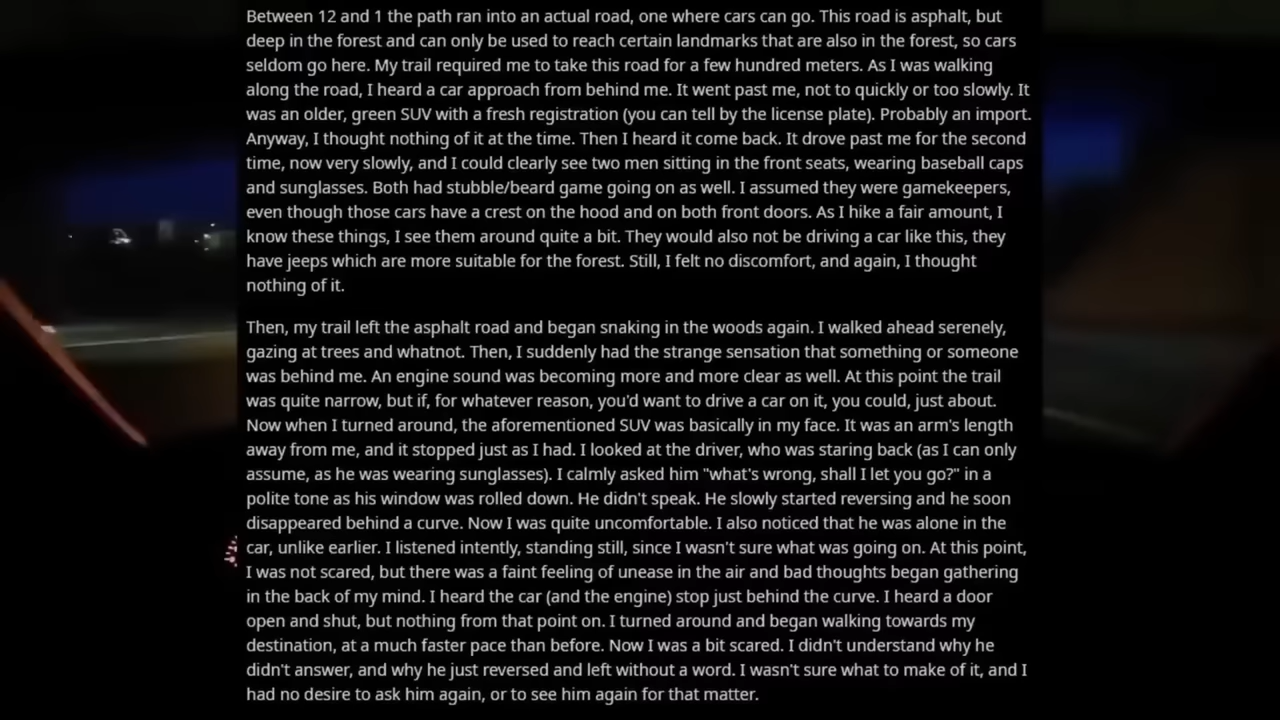 Between 12 and 1 the path ran into an actual road, one where cars can go. This road is asphalt, but
deep in the forest and can only be used to reach certain landmarks that are also in the forest, so cars
seldom go here. My trail required me to take this road for a few hundred meters. As I was walking
along the road, I heard a car approach from behind me. It went past me, not to quickly or too slowly. It
was an older, green SUV with a fresh registration (you can tell by the license plate). Probably an import.
Anyway, I thought nothing of it at the time. Then I heard it come back. It drove past me for the second
time, now very slowly, and I could clearly see two men sitting in the front seats, wearing baseball caps
and sunglasses. Both had stubble/beard game going on as well. I assumed they were gamekeepers,
even though those cars have a crest on the hood and on both front doors. As I hike a fair amount, I
know these things, I see them around quite a bit. They would also not be driving a car like this, they
have jeeps which are more suitable for the forest. Still, I felt no discomfort, and again, I thought
nothing of it.
Then, my trail left the asphalt road and began snaking in the woods again. I walked ahead serenely,
gazing at trees and whatnot. Then, I suddenly had the strange sensation that something or someone
was behind me. An engine sound was becoming more and more clear as well. At this point the trail
was quite narrow, but if, for whatever reason, you'd want to drive a car on it, you could, just about.
Now when I turned around, the aforementioned SUV was basically in my face. It was an arm's length
away from me, and it stopped just as I had. I looked at the driver, who was staring back (as I can only
assume, as he was wearing sunglasses). I calmly asked him "what's wrong, shall I let you go?" in a
polite tone as his window was rolled down. He didn't speak. He slowly started reversing and he soon
disappeared behind a curve. Now I was quite uncomfortable. I also noticed that he was alone in the
car, unlike earlier. I listened intently, standing still, since I wasn't sure what was going on. At this point,
I was not scared, but there was a faint feeling of unease in the air and bad thoughts began gathering
in the back of my mind. I heard the car (and the engine) stop just behind the curve. I heard a door
open and shut, but nothing from that point on. I turned around and began walking towards my
destination, at a much faster pace than before. Now I was a bit scared. I didn't understand why he
didn't answer, and why he just reversed and left without a word. I wasn't sure what to make of it, and I
had no desire to ask him again, or to see him again for that matter.